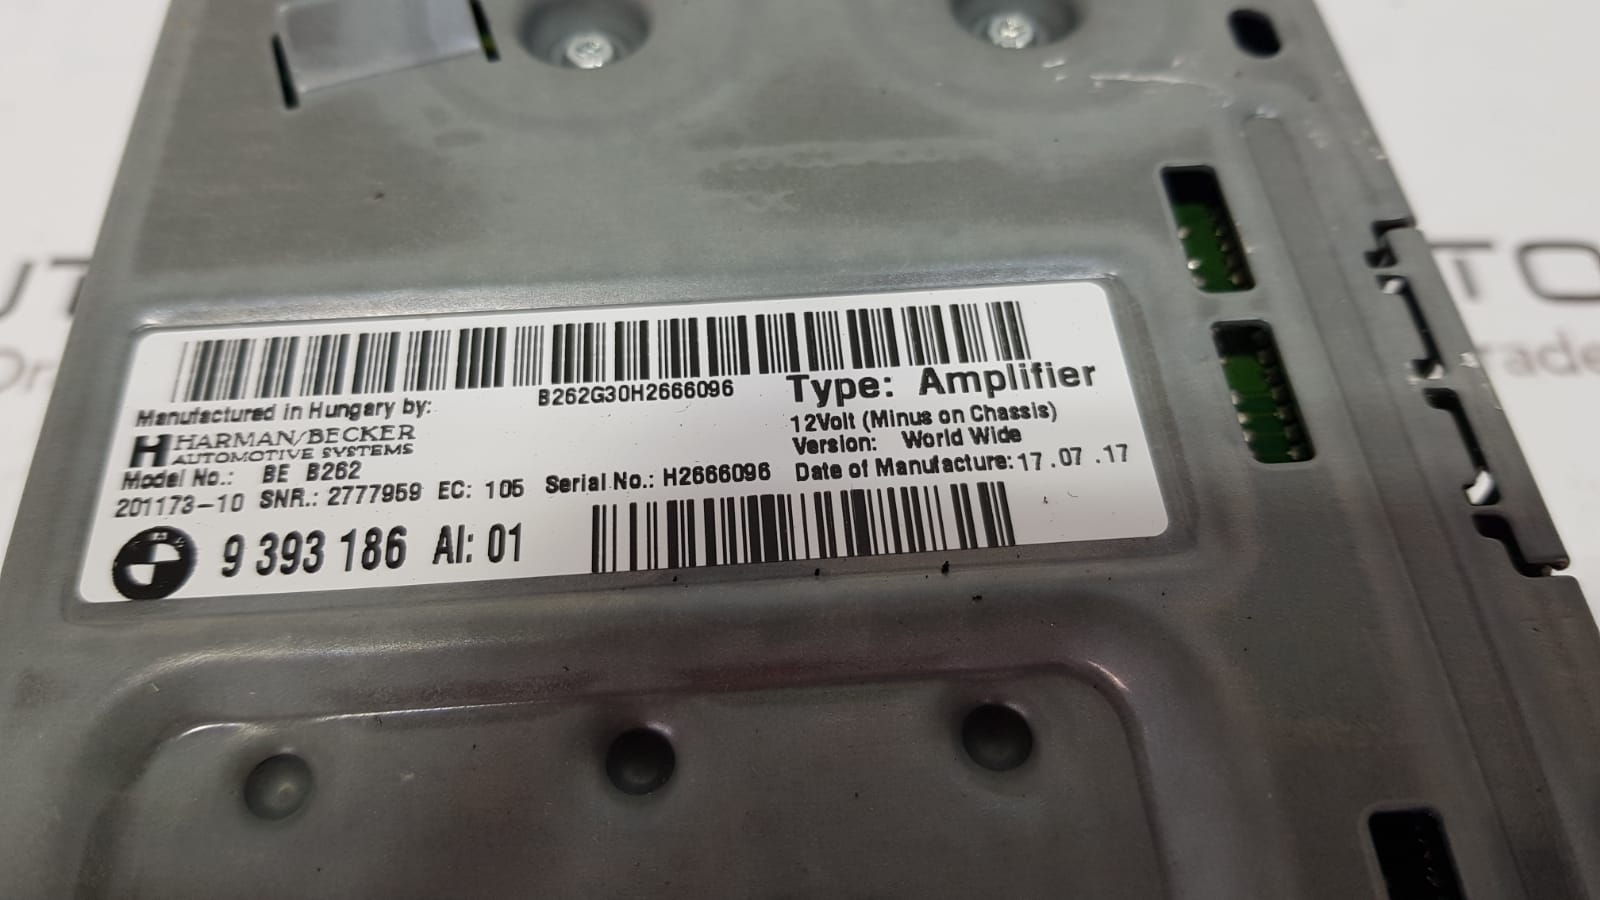 B262G30H2666096
Manufactured in Hungary by:
HARMAN/BECKER
AUTOMOTIVE SYSTEMS
Model No.: BE B262
201173-10 SNR.: 2777959 EC: 105 Serial No.: H2666096
Type: Amplifier
12Volt (Minus on Chassis)
Version: World Wide
Date of Manufacture: 17.07.17
9 393 186 AI: 01